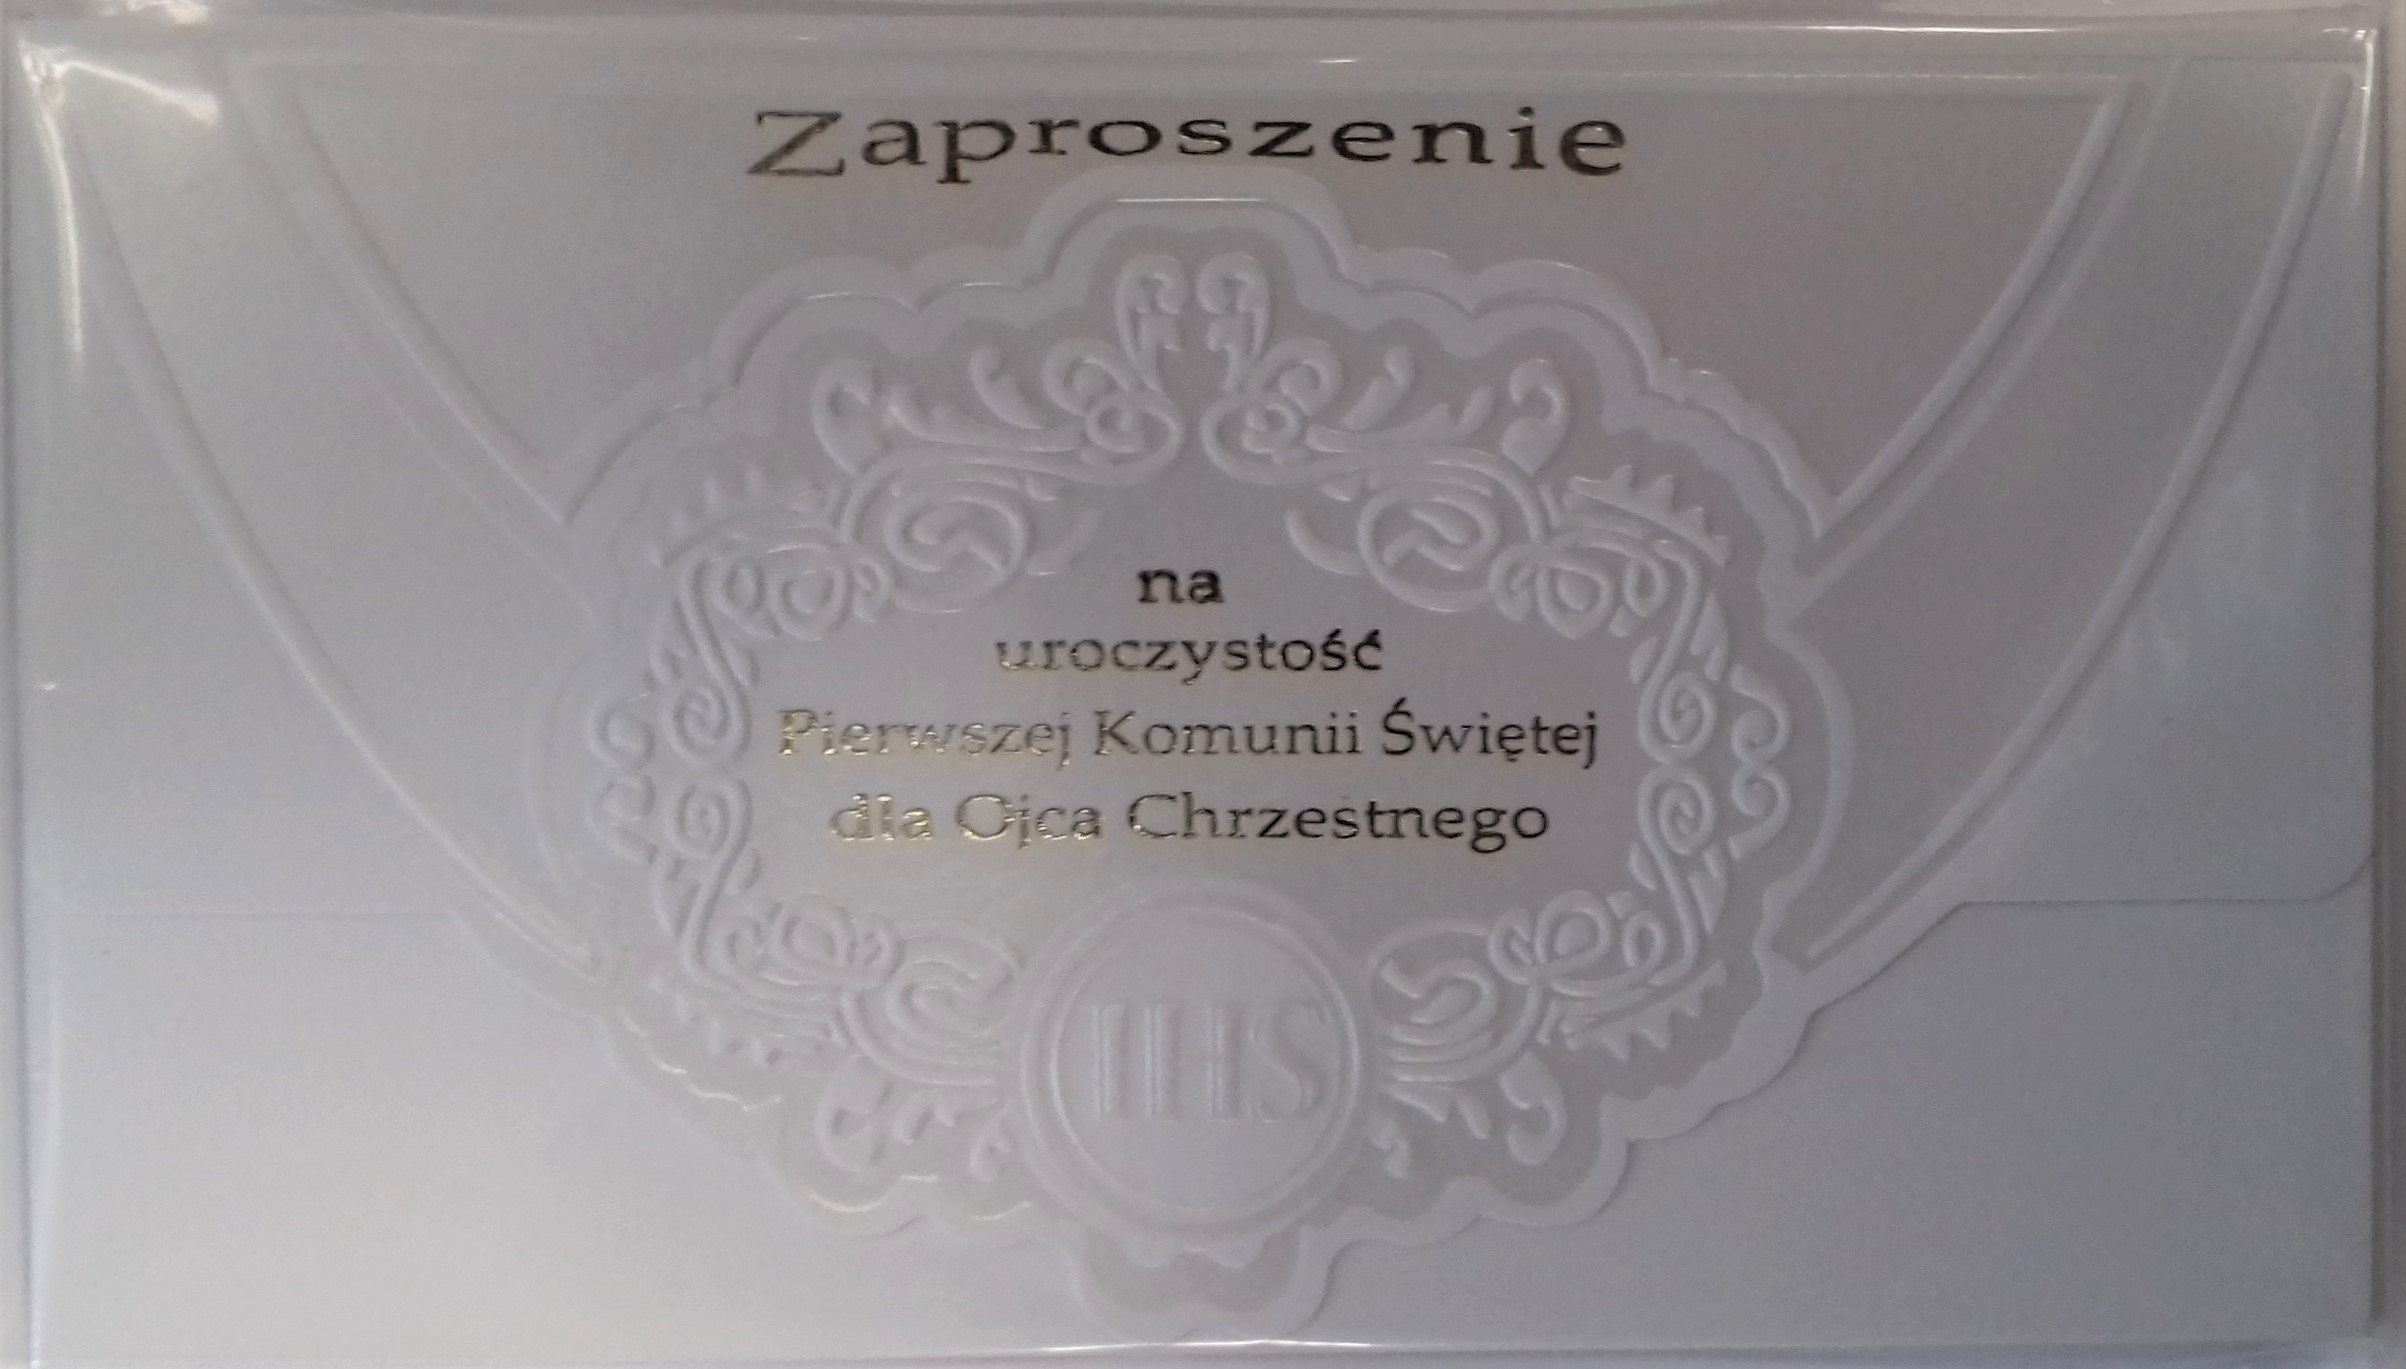 Zaproszenie
na
uroczystość
Pierwszej Komunii Świętej
dla Ojca Chrzestnego
IHS